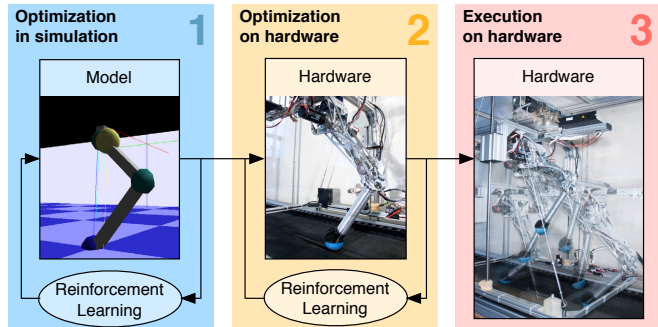 Optimization
in simulation
1
Model
Reinforcement
Learning
Optimization
on hardware
2
Hardware
Reinforcement
Learning
Execution
on hardware
3
Hardware